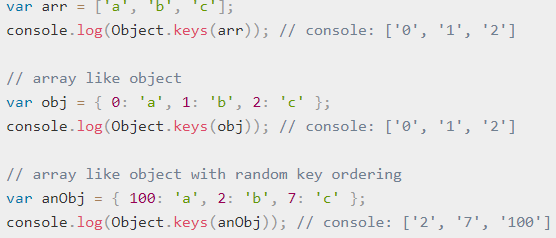 var arr = ['a', 'b', 'c'];
console.log(Object.keys(arr)); // console: ['0', '1', '2']
// array like object
var obj = { 0: 'a', 1: 'b', 2: 'c' };
console.log(Object.keys(obj)); // console: ['0', '1', '2']
// array like object with random key ordering
var anObj = { 100: 'a', 2: 'b', 7: 'c' };
console.log(Object.keys(anObj)); // console: ['2', '7', '100']